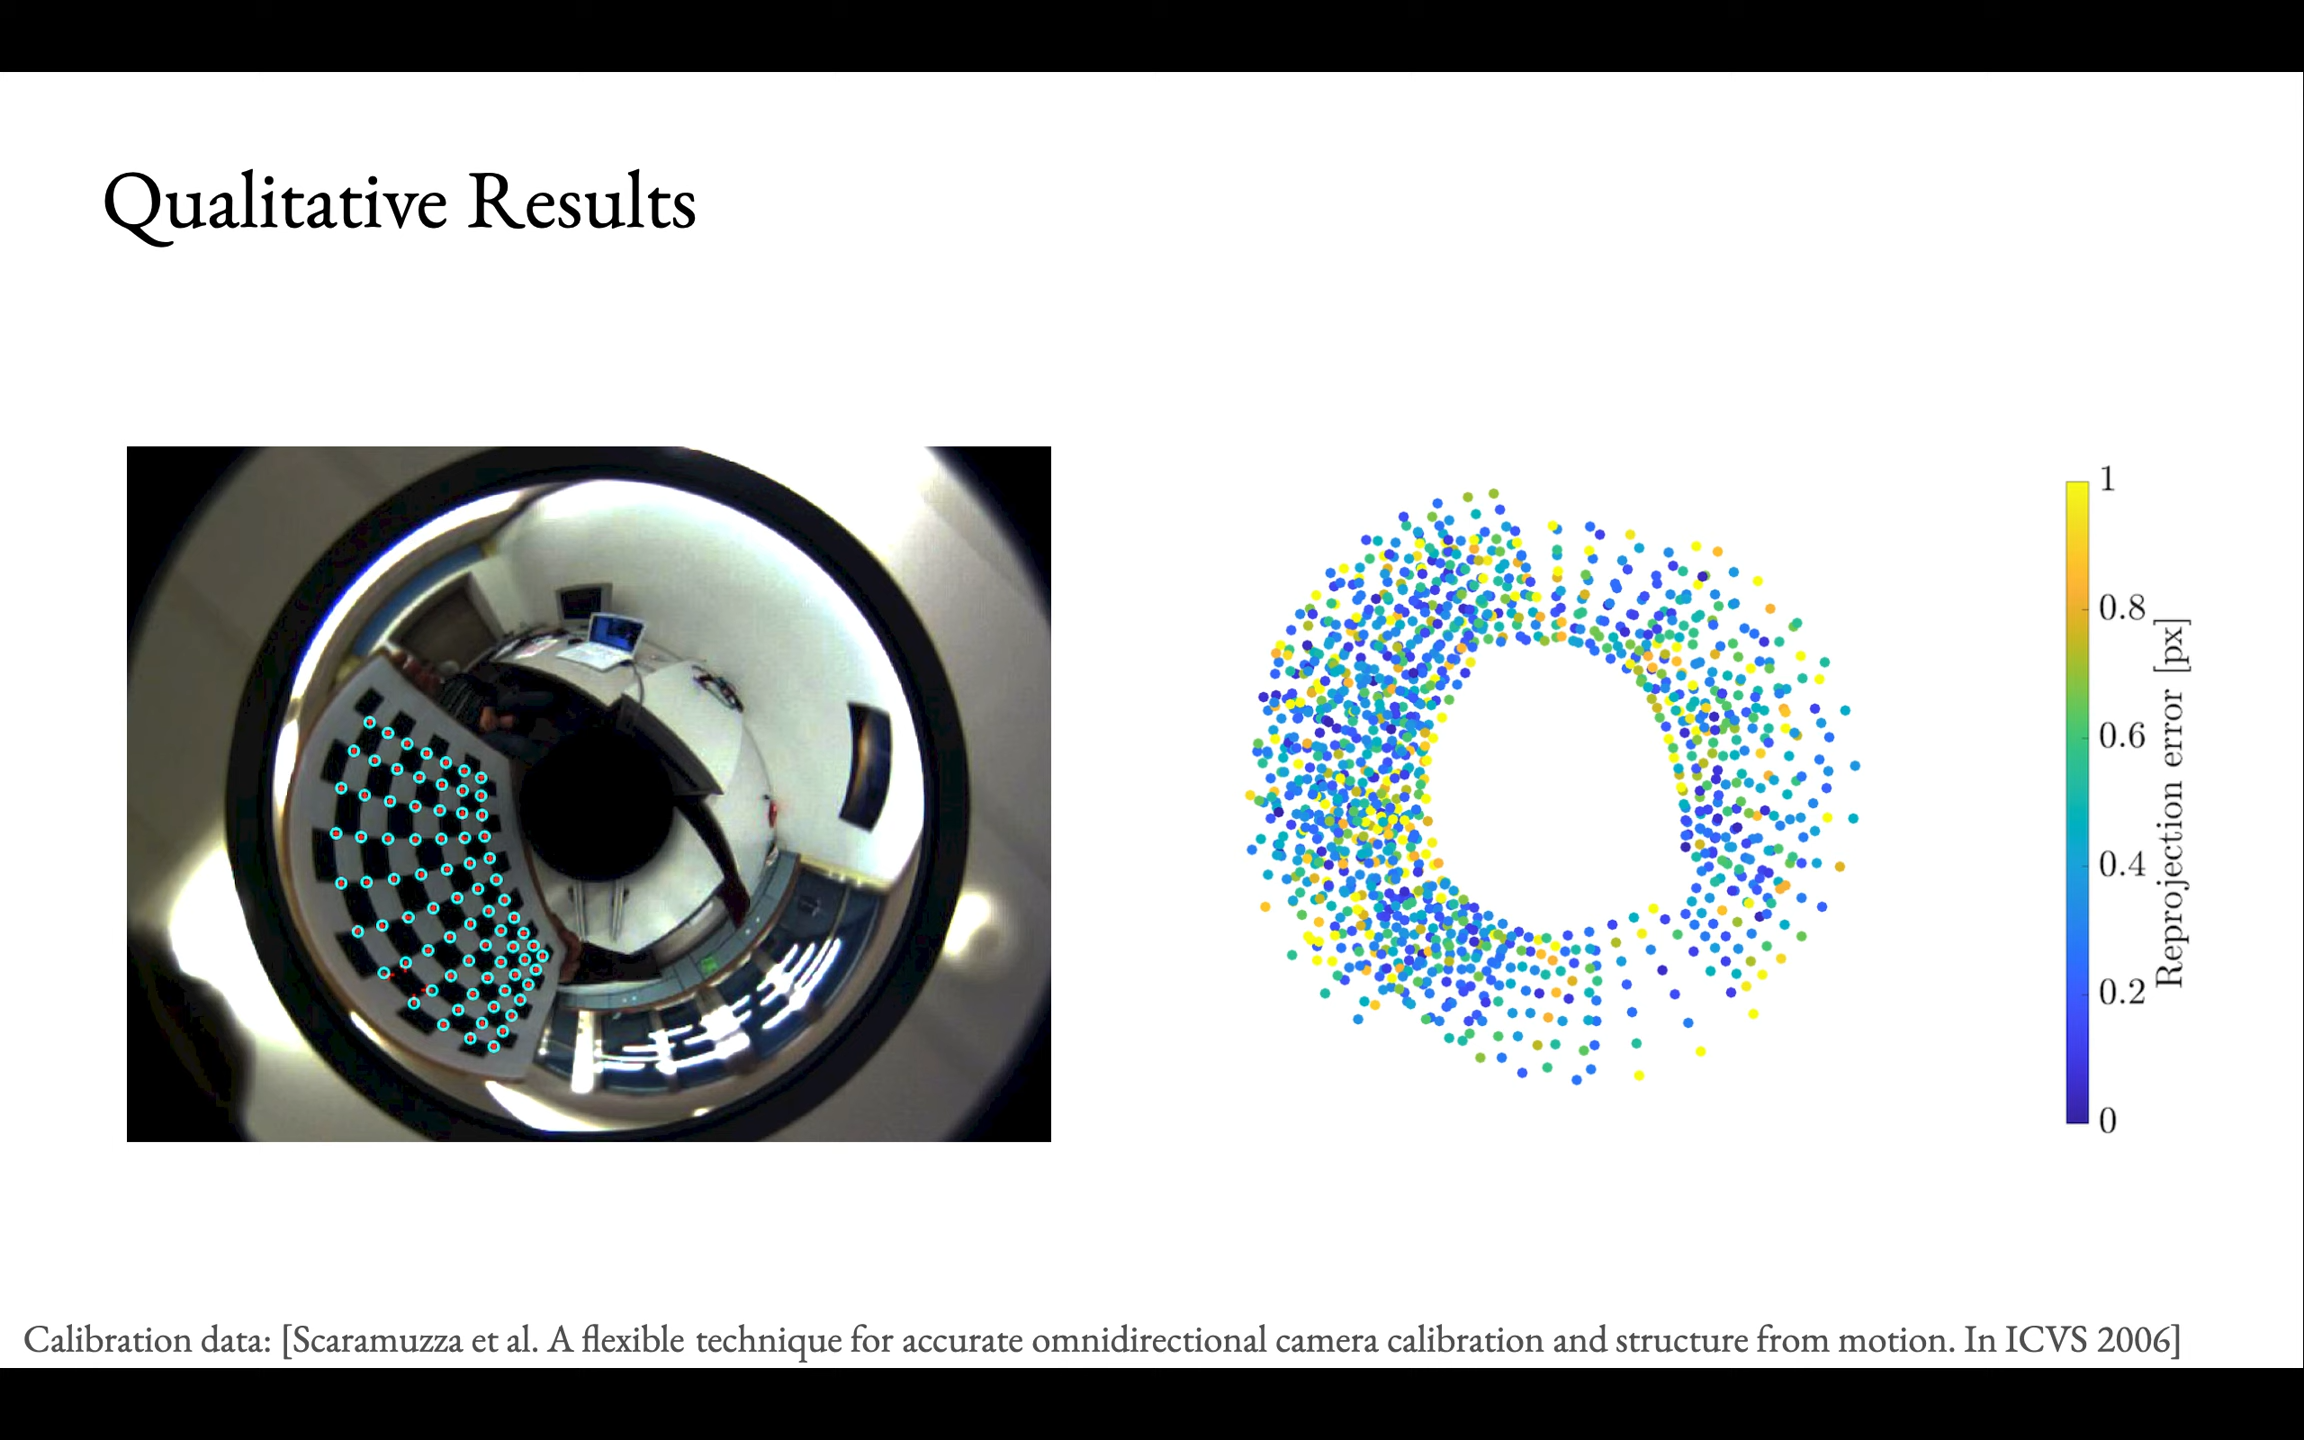 Qualitative Results
1
0.8
0.6
0.4
0.2
0
Reprojection error [px]
Calibration data: [Scaramuzza et al. A flexible technique for accurate omnidirectional camera calibration and structure from motion. In ICVS 2006]